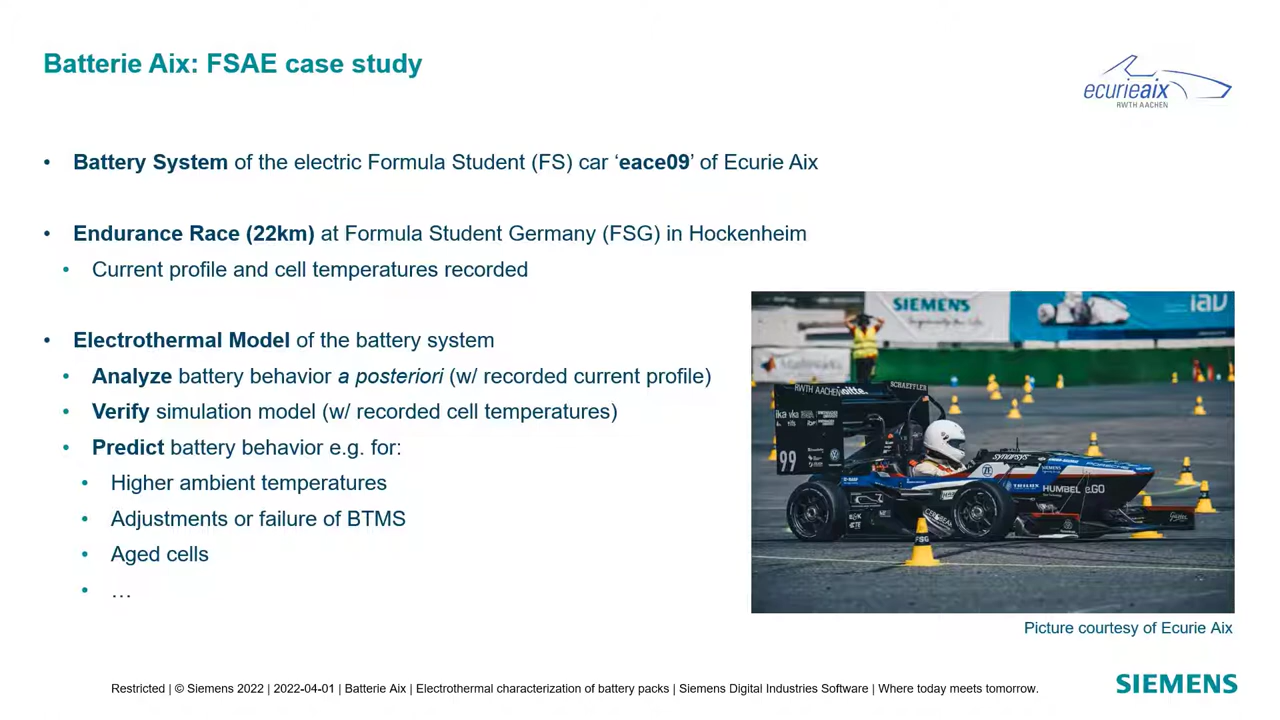 Batterie Aix: FSAE case study
ecurieaix
RWTH AACHEN
• Battery System of the electric Formula Student (FS) car ‘eace09’ of Ecurie Aix
• Endurance Race (22km) at Formula Student Germany (FSG) in Hockenheim
• Current profile and cell temperatures recorded
• Electrothermal Model of the battery system
• Analyze battery behavior a posteriori (w/ recorded current profile)
• Verify simulation model (w/ recorded cell temperatures)
• Predict battery behavior e.g. for:
• Higher ambient temperatures
• Adjustments or failure of BTMS
• Aged cells
• …
SIEMENS
iav
RWTH AACHEN
SCHAEFFLER
99
synopsys
ZF
SIEMENS
TRILUX
HUMBEL e.GO
FSG
Picture courtesy of Ecurie Aix
Restricted | © Siemens 2022 | 2022-04-01 | Batterie Aix | Electrothermal characterization of battery packs | Siemens Digital Industries Software | Where today meets tomorrow.
SIEMENS